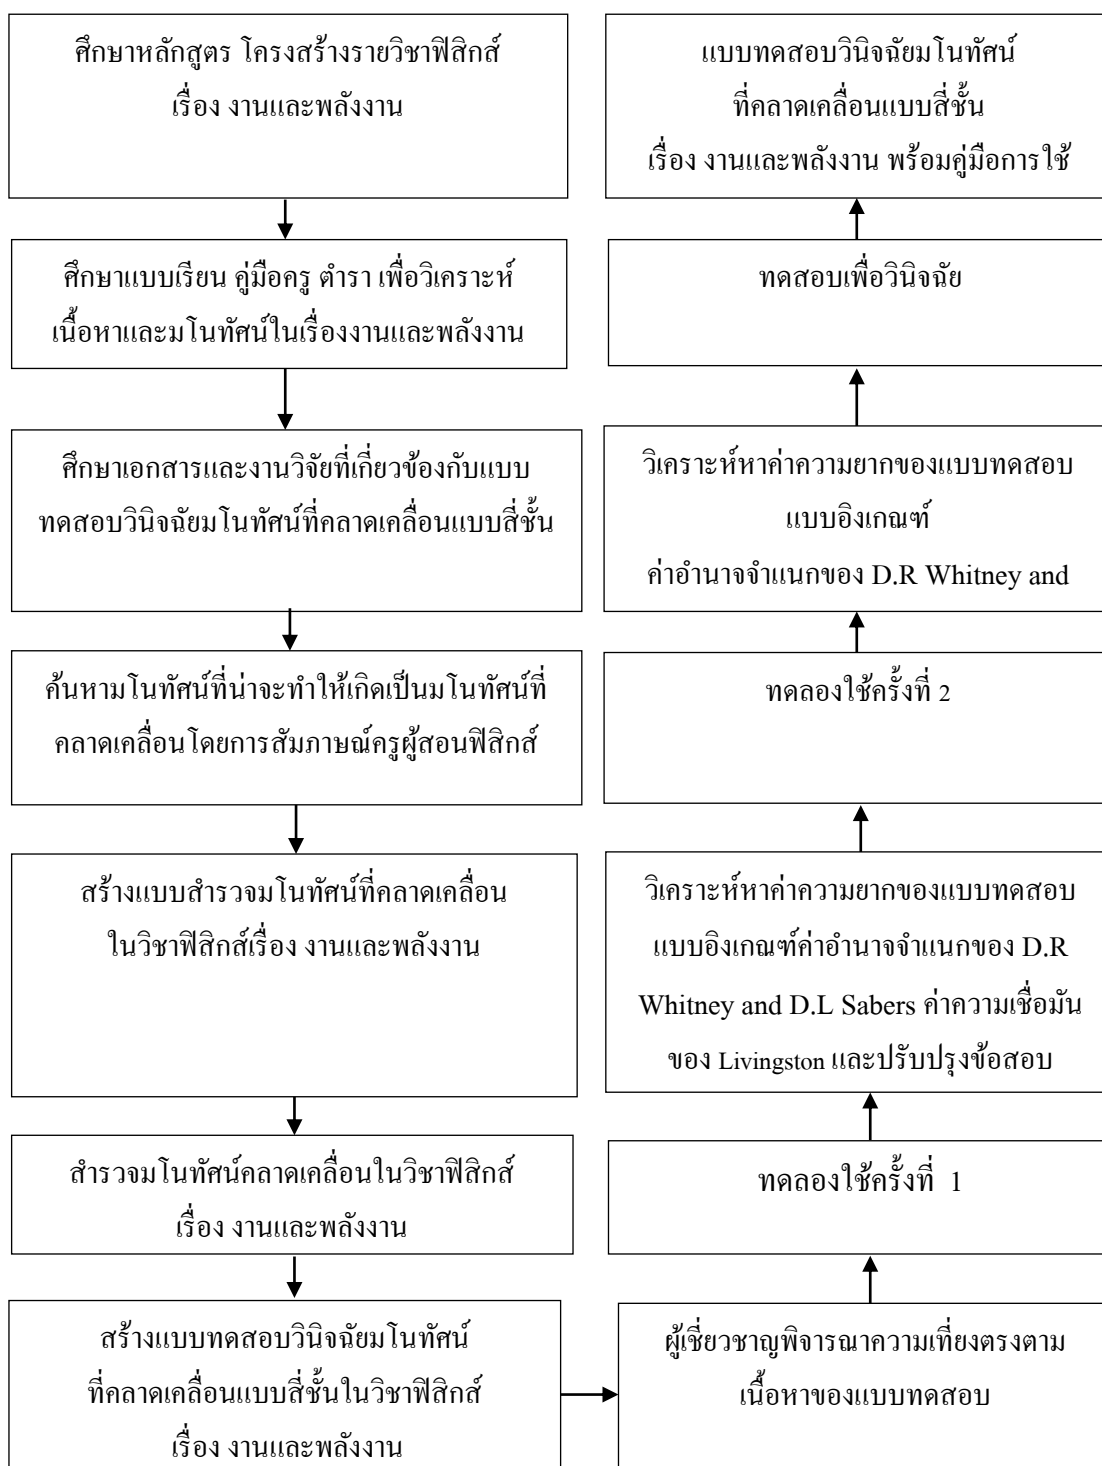 ศึกษาหลักสูตร โครงสร้างรายวิชาฟิสิกส์
เรื่อง งานและพลังงาน
ศึกษาแบบเรียน คู่มือครู ตำรา เพื่อวิเคราะห์
เนื้อหาและมโนทัศน์ในเรื่องงานและพลังงาน
ศึกษาเอกสารและงานวิจัยที่เกี่ยวข้องกับแบบ
ทดสอบวินิจฉัยมโนทัศน์ที่คลาดเคลื่อนแบบสี่ชั้น
ค้นหามโนทัศน์ที่น่าจะทำให้เกิดเป็นมโนทัศน์ที่
คลาดเคลื่อนโดยการสัมภาษณ์ครูผู้สอนฟิสิกส์
สร้างแบบสำรวจมโนทัศน์ที่คลาดเคลื่อน
ในวิชาฟิสิกส์เรื่อง งานและพลังงาน
สำรวจมโนทัศน์คลาดเคลื่อนในวิชาฟิสิกส์
เรื่อง งานและพลังงาน
สร้างแบบทดสอบวินิจฉัยมโนทัศน์
ที่คลาดเคลื่อนแบบสี่ชั้นในวิชาฟิสิกส์
เรื่อง งานและพลังงาน
ผู้เชี่ยวชาญพิจารณาความเที่ยงตรงตาม
เนื้อหาของแบบทดสอบ
ทดลองใช้ครั้งที่ 1
วิเคราะห์หาค่าความยากของแบบทดสอบ
แบบอิงเกณฑ์ค่าอำนาจจำแนกของ D.R
Whitney and D.L Sabers ค่าความเชื่อมัน
ของ Livingston และปรับปรุงข้อสอบ
ทดลองใช้ครั้งที่ 2
วิเคราะห์หาค่าความยากของแบบทดสอบ
แบบอิงเกณฑ์
ค่าอำนาจจำแนกของ D.R Whitney and
ทดสอบเพื่อวินิจฉัย
แบบทดสอบวินิจฉัยมโนทัศน์
ที่คลาดเคลื่อนแบบสี่ชั้น
เรื่อง งานและพลังงาน พร้อมคู่มือการใช้